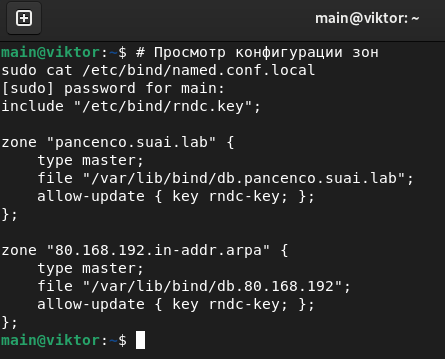 main@viktor: ~
main@viktor:~$ # Просмотр конфигурации зон
sudo cat /etc/bind/named.conf.local
[sudo] password for main:
include "/etc/bind/rndc.key";
zone "pancenco.suai.lab" {
    type master;
    file "/var/lib/bind/db.pancenco.suai.lab";
    allow-update { key rndc-key; };
};
zone "80.168.192.in-addr.arpa" {
    type master;
    file "/var/lib/bind/db.80.168.192";
    allow-update { key rndc-key; };
};
main@viktor:~$